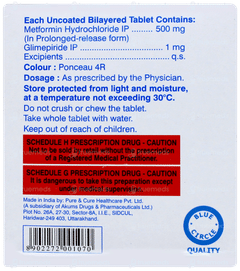 Each Uncoated Bilayered Tablet Contains:
Metformin Hydrochloride IP ........ 500 mg
(In Prolonged-release form)
Glimepiride IP ........ 1 mg
Excipients ........ q.s.
Colour : Ponceau 4R
Dosage : As prescribed by the Physician.
Store protected from light and moisture,
at a temperature not exceeding 30°C.
Do not crush or chew the tablet.
Take whole tablet with water.
Keep out of reach of children.
SCHEDULE H PRESCRIPTION DRUG - CAUTION
Not to be sold by retail without the prescription
of a Registered Medical Practitioner.
SCHEDULE G PRESCRIPTION DRUG - CAUTION
It is dangerous to take this preparation except
under medical supervision.
Made in India by: Pure & Cure Healthcare Pvt. Ltd.
(A subsidiary of Akums Drugs & Pharmaceuticals Ltd.)
Plot No. 26A, 27-30, Sector-8A, I.I.E., SIDCUL,
Haridwar-249 403, Uttarakhand.
8902272001070
BLUE CIRCLE
QUALITY